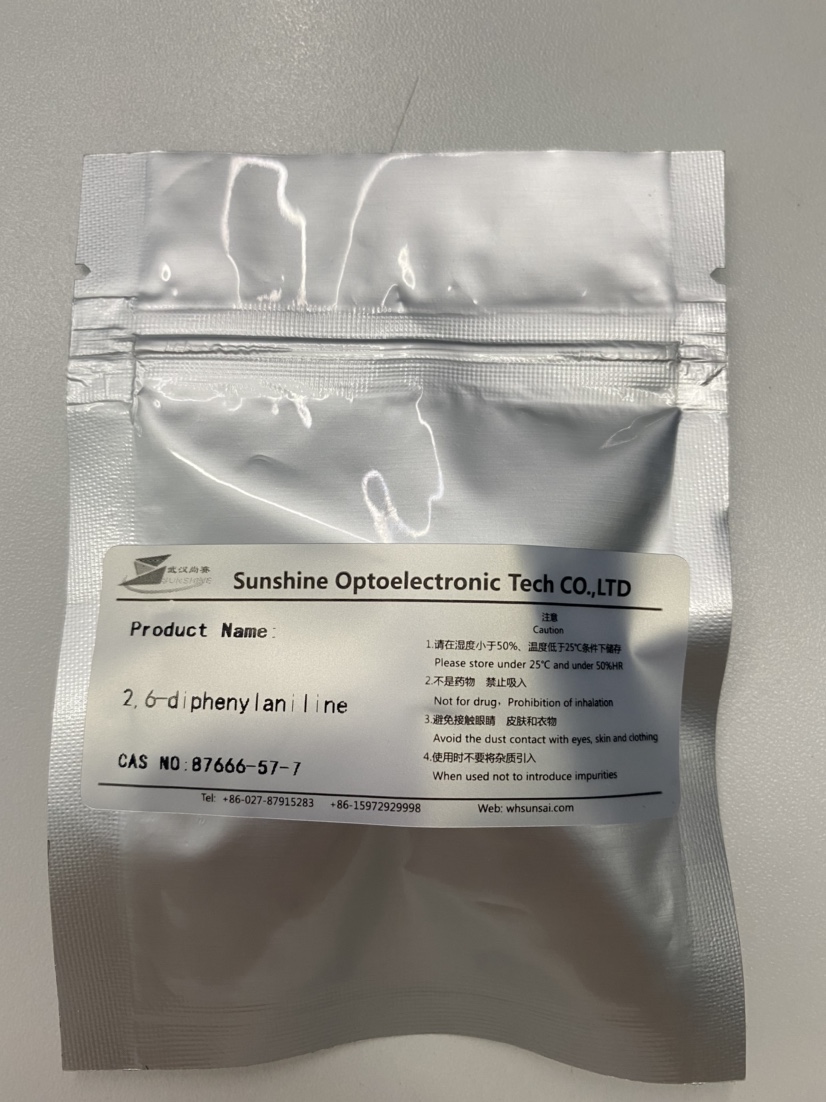 武汉尚赛
SUNSHINE
Sunshine Optoelectronic Tech CO.,LTD
Product Name:
2,6-diphenylaniline
CAS NO:87666-57-7
注意
Caution
1.请在湿度小于50%、温度低于25℃条件下储存
Please store under 25℃ and under 50%HR
2.不是药物 禁止吸入
Not for drug, Prohibition of inhalation
3.避免接触眼睛 皮肤和衣物
Avoid the dust contact with eyes, skin and clothing
4.使用时不要将杂质引入
When used not to introduce impurities
Tel: +86-027-87915283 +86-15972929998 Web: whsunsai.com